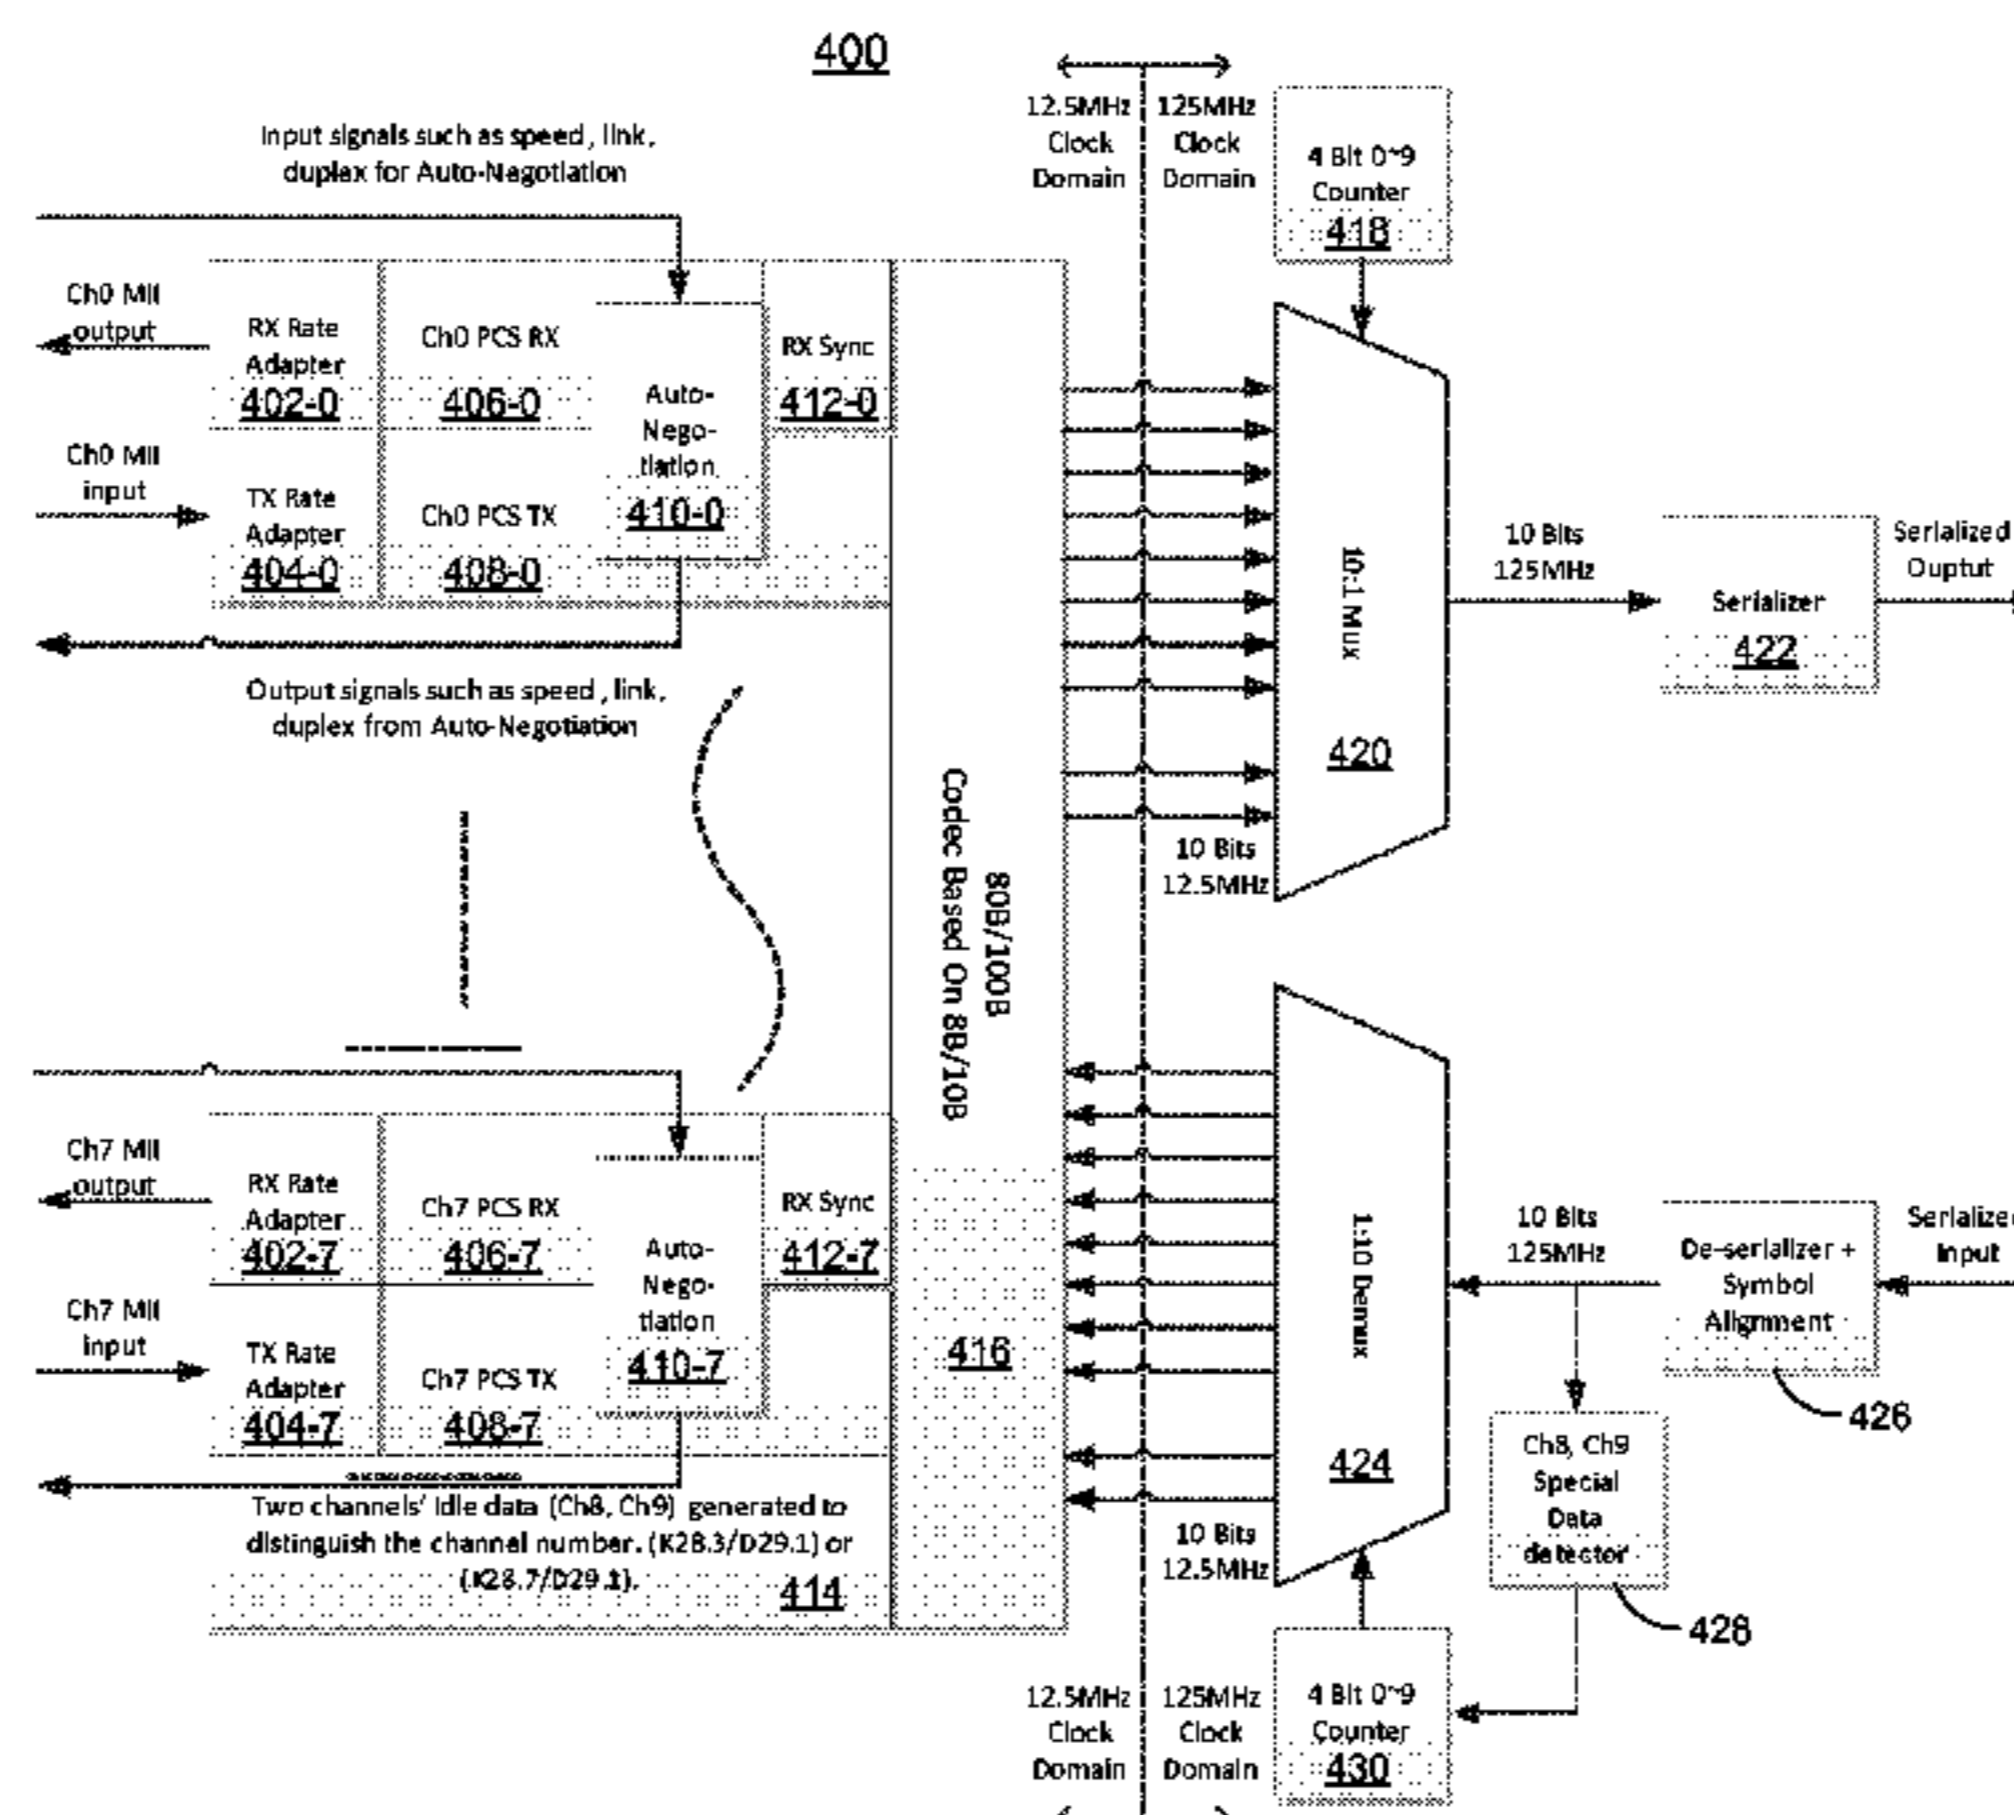 400
12.5MHz
Clock
Domain
125MHz
Clock
Domain
4 Bit 0~9
Counter
418
Input signals such as speed, link,
duplex for Auto-Negotiation
Ch0 MII
output
RX Rate
Adapter
402-0
Ch0 PCS RX
406-0
Auto-
Nego-
tiation
410-0
RX Sync
412-0
Ch0 MII
input
TX Rate
Adapter
404-0
Ch0 PCS TX
408-0
Output signals such as speed, link,
duplex from Auto-Negotiation
80B/100B
Codec Based On 8B/10B
416
10:1 Mux
420
10 Bits
12.5MHz
10 Bits
125MHz
Serializer
422
Serialized
Ouptut
Ch7 MII
output
RX Rate
Adapter
402-7
Ch7 PCS RX
406-7
Auto-
Nego-
tiation
410-7
RX Sync
412-7
Ch7 MII
input
TX Rate
Adapter
404-7
Ch7 PCS TX
408-7
Two channels' Idle data (Ch8, Ch9) generated to
distinguish the channel number. (K28.3/D29.1) or
(K28.7/D29.1).
414
1:10 Demux
424
10 Bits
12.5MHz
10 Bits
125MHz
De-serializer +
Symbol
Alignment
426
Serialized
Input
Ch8, Ch9
Special
Data
detector
428
12.5MHz
Clock
Domain
125MHz
Clock
Domain
4 Bit 0~9
Counter
430